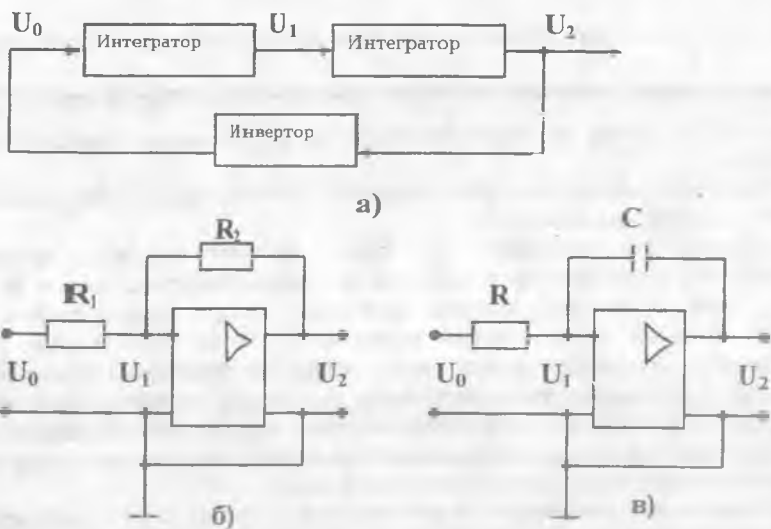 U₀ Интегратор U₁ Интегратор U₂
Инвертор
а)
R₂ C
R₁ R
U₀ U₁ U₂ U₀ U₁ U₂
б) в)